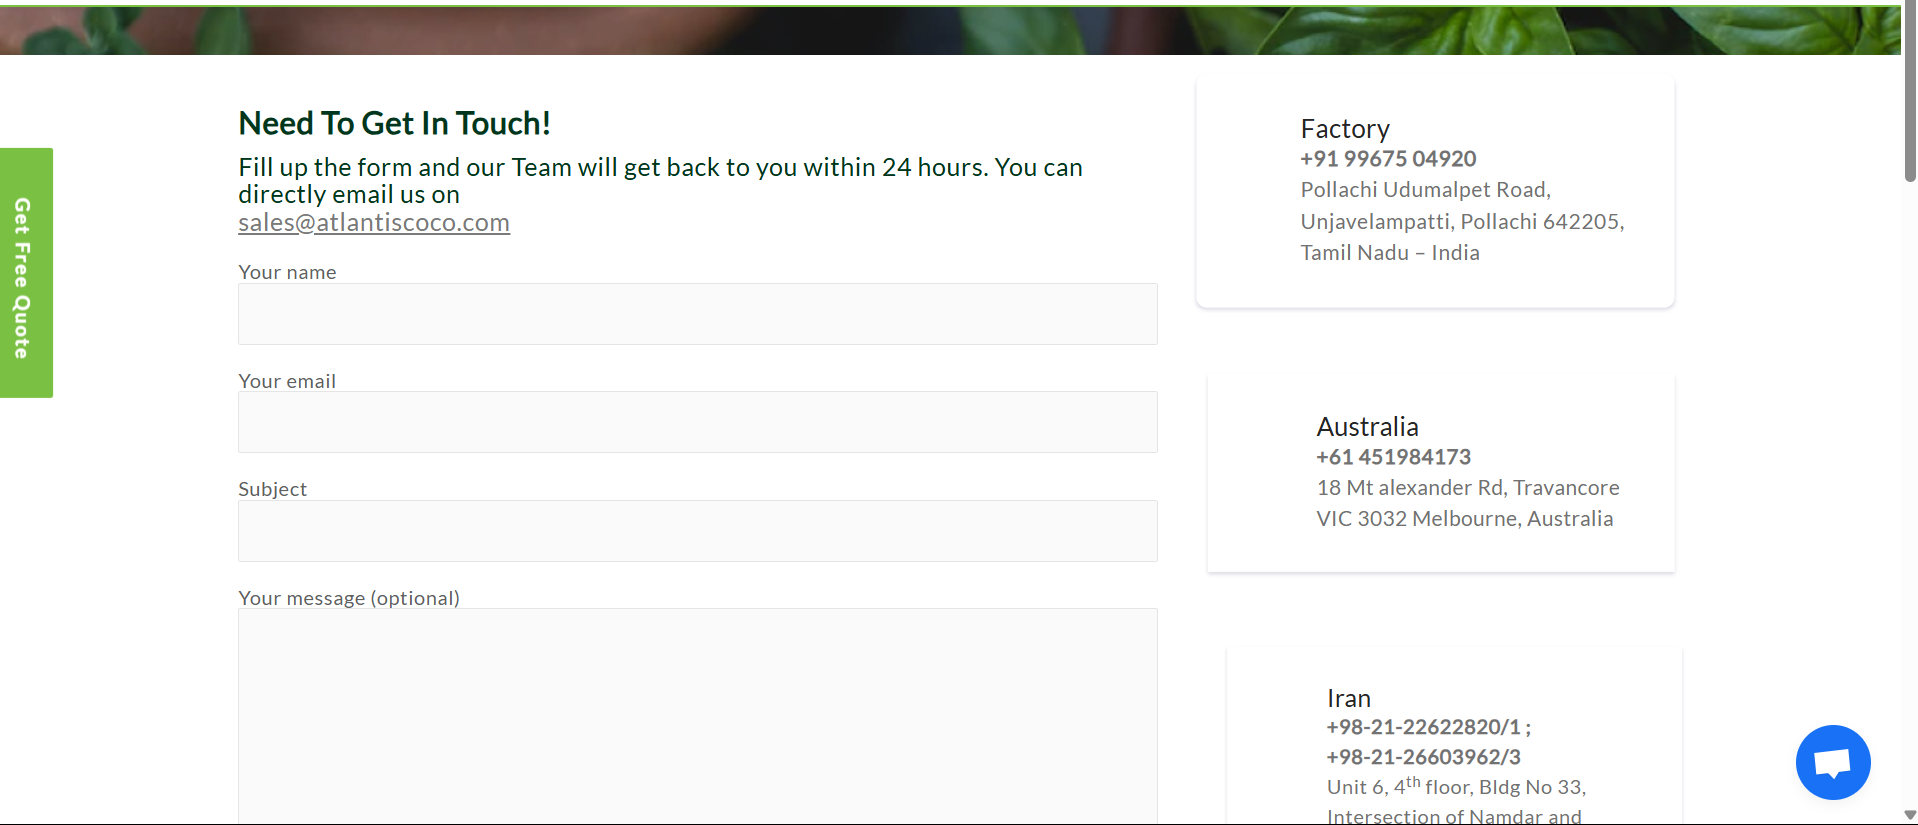 Get Free Quote
Need To Get In Touch!
Fill up the form and our Team will get back to you within 24 hours. You can
directly email us on
sales@atlantiscoco.com
Your name
Your email
Subject
Your message (optional)
Factory
+91 99675 04920
Pollachi Udumalpet Road,
Unjavelampatti, Pollachi 642205,
Tamil Nadu – India
Australia
+61 451984173
18 Mt alexander Rd, Travancore
VIC 3032 Melbourne, Australia
Iran
+98-21-22622820/1 ;
+98-21-26603962/3
Unit 6, 4th floor, Bldg No 33,
Intersection of Namdar and